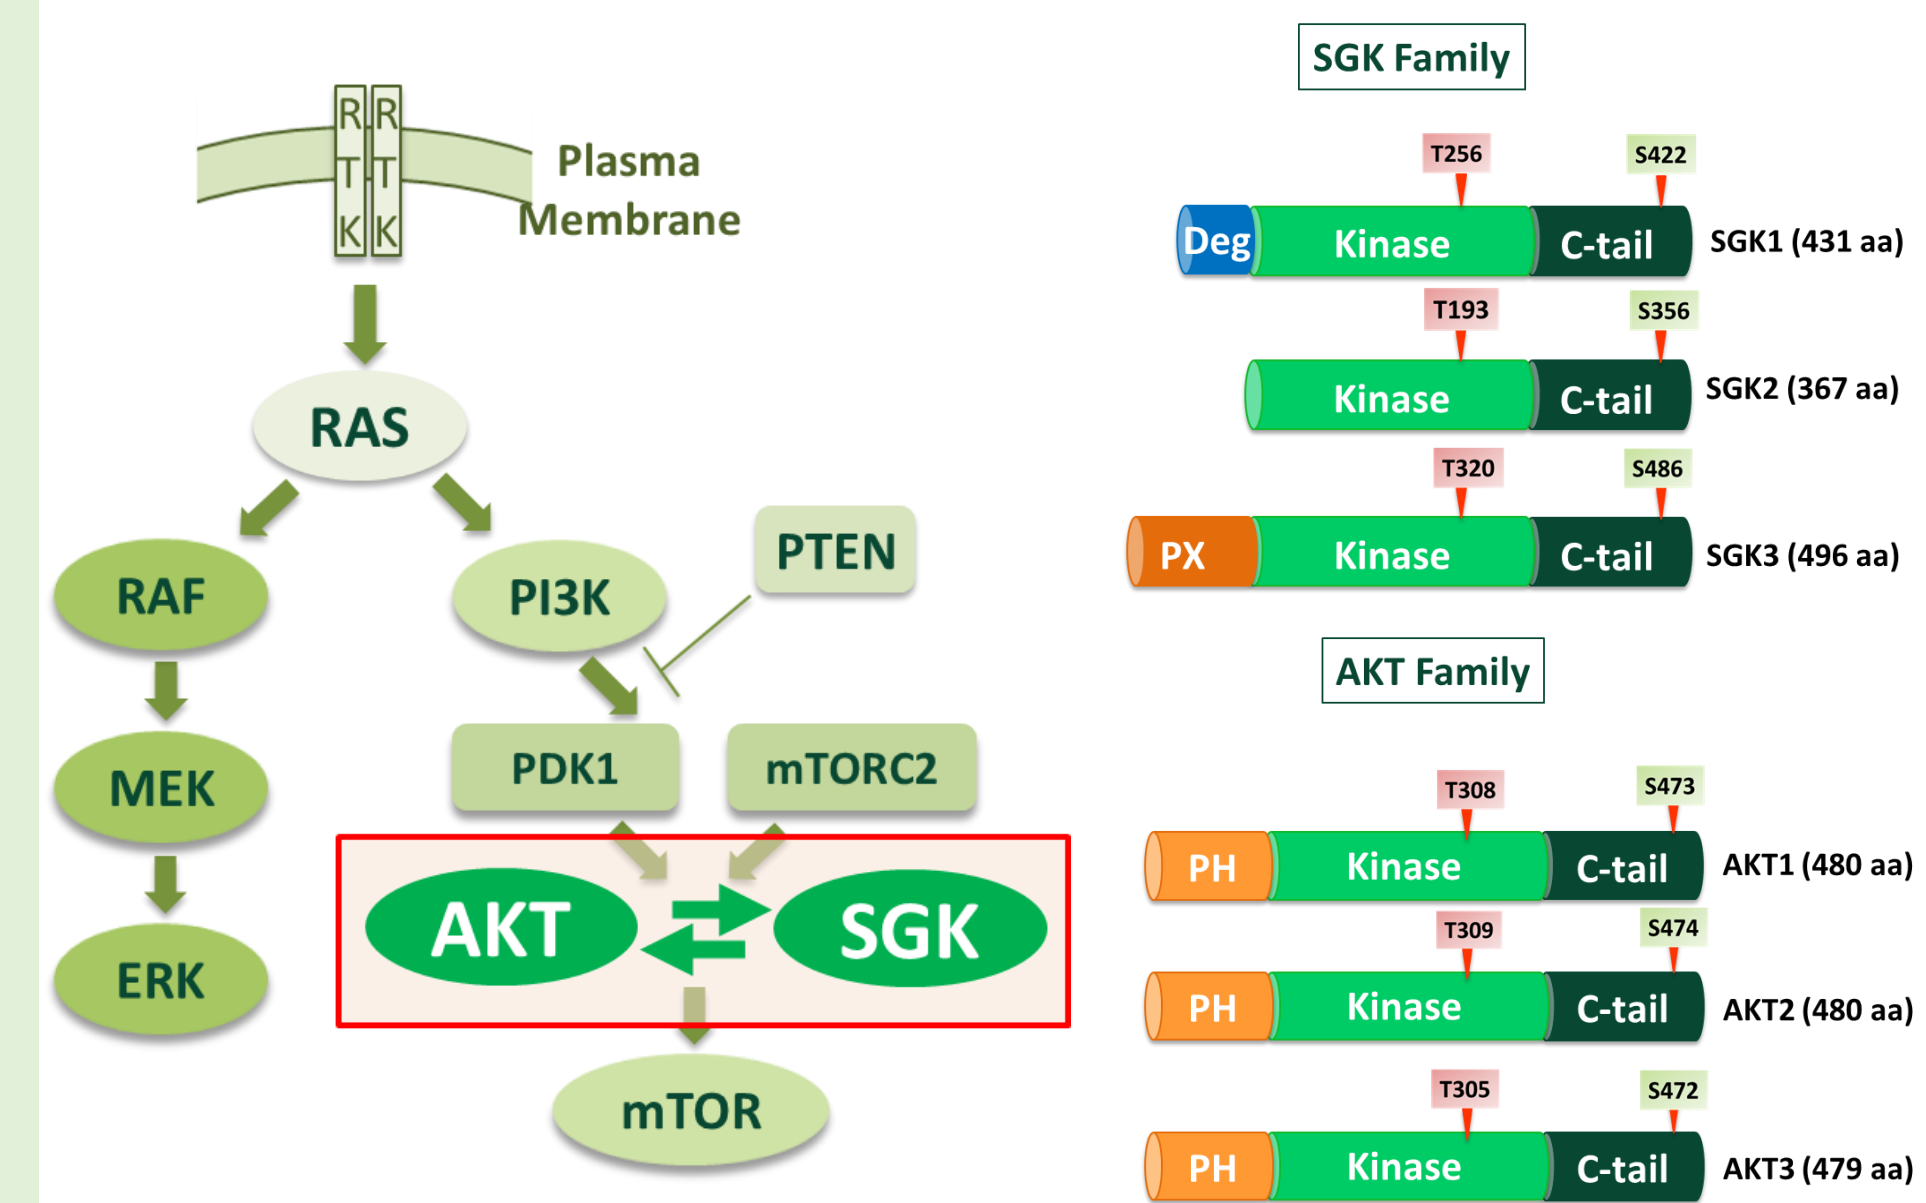 R R
T T
K K
Plasma
Membrane
RAS
RAF
PI3K
PTEN
MEK
PDK1
mTORC2
ERK
AKT
SGK
mTOR
SGK Family
T256
S422
Deg
Kinase
C-tail
SGK1 (431 aa)
T193
S356
Kinase
C-tail
SGK2 (367 aa)
T320
S486
PX
Kinase
C-tail
SGK3 (496 aa)
AKT Family
T308
S473
PH
Kinase
C-tail
AKT1 (480 aa)
T309
S474
PH
Kinase
C-tail
AKT2 (480 aa)
T305
S472
PH
Kinase
C-tail
AKT3 (479 aa)